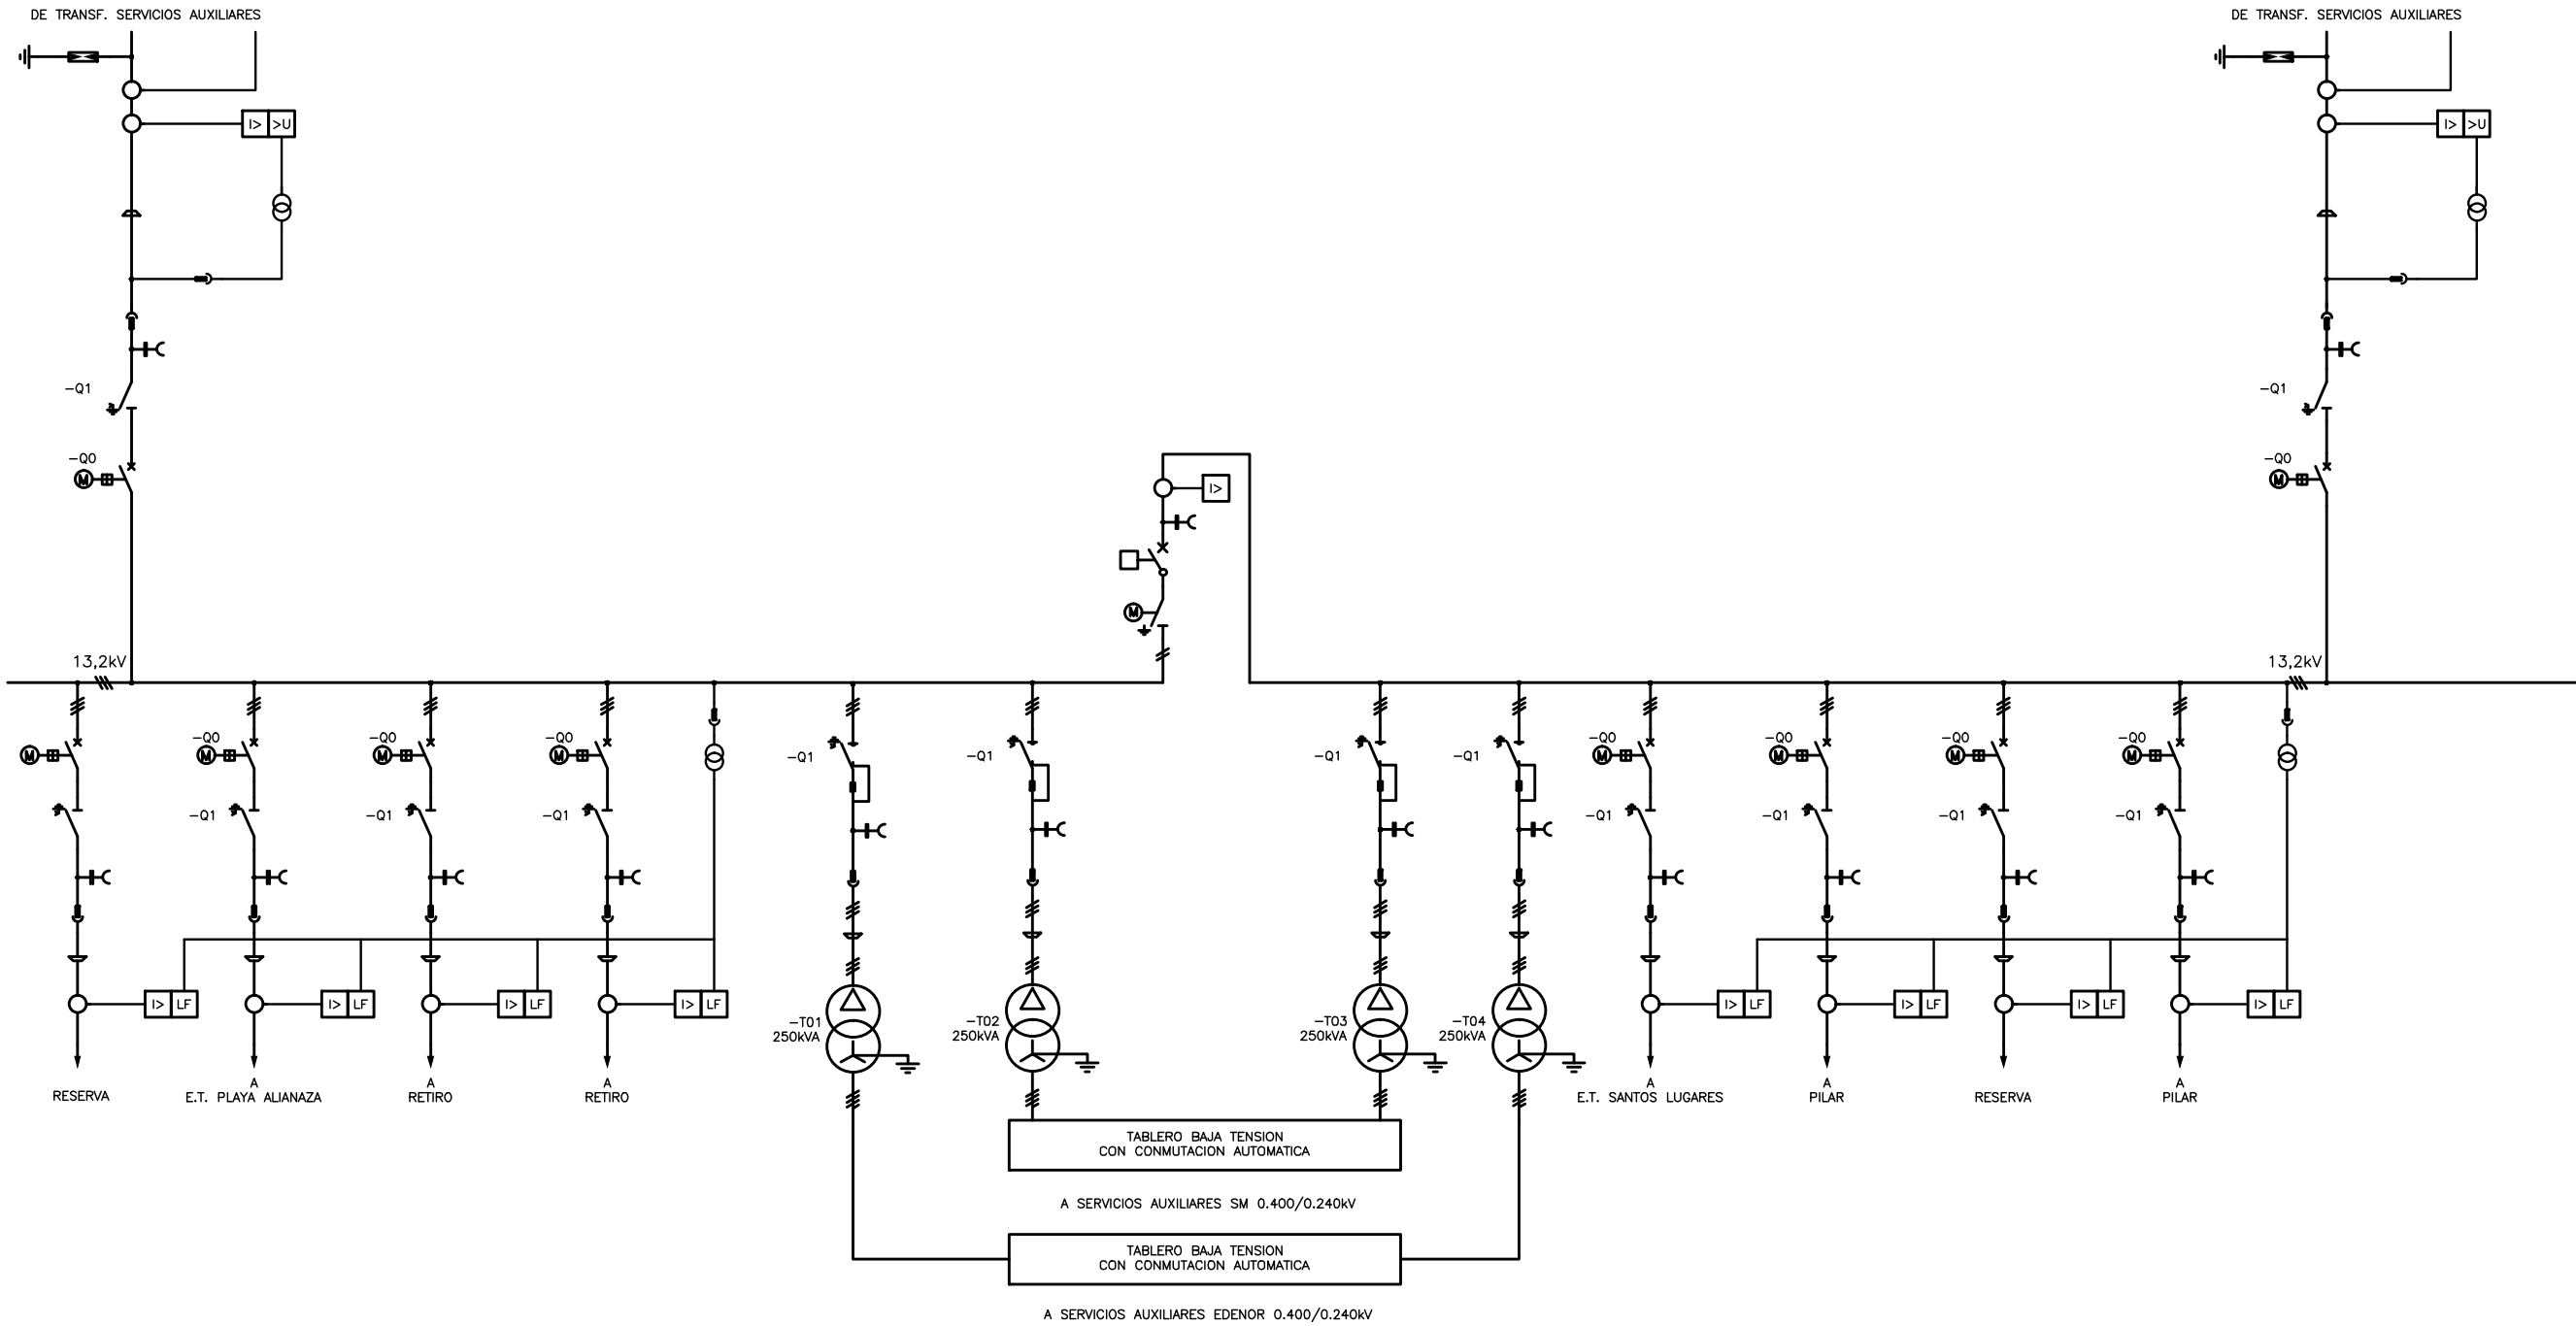 DE TRANSF. SERVICIOS AUXILIARES
DE TRANSF. SERVICIOS AUXILIARES
I> >U
I> >U
-Q1
-Q1
-Q0
M
-Q0
M
I>
M
13,2kV
13,2kV
M
-Q0
M
-Q0
M
-Q0
M
-Q1
-Q1
-Q1
-Q1
-Q0
M
-Q0
M
-Q0
M
-Q0
M
-Q1
-Q1
-Q1
-Q1
-Q1
-Q1
-Q1
I> LF
I> LF
I> LF
I> LF
I> LF
I> LF
I> LF
I> LF
-T01
250kVA
-T02
250kVA
-T03
250kVA
-T04
250kVA
RESERVA
A
E.T. PLAYA ALIANAZA
A
RETIRO
A
RETIRO
A
E.T. SANTOS LUGARES
A
PILAR
RESERVA
A
PILAR
TABLERO BAJA TENSION
CON CONMUTACION AUTOMATICA
A SERVICIOS AUXILIARES SM 0.400/0.240kV
TABLERO BAJA TENSION
CON CONMUTACION AUTOMATICA
A SERVICIOS AUXILIARES EDENOR 0.400/0.240kV